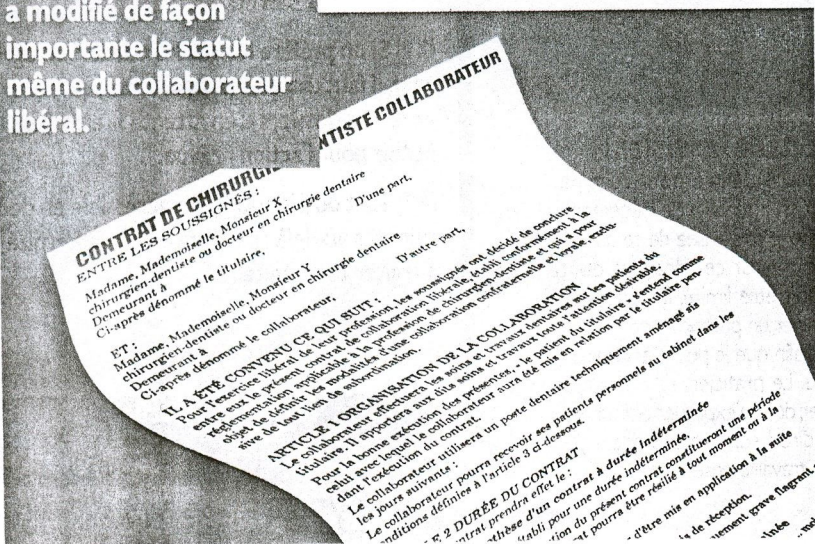 a modifié de façon
importante le statut
même du collaborateur
libéral.
CONTRAT DE CHIRURGIE NTISTE COLLABORATEUR
ENTRE LES SOUSSIGNÉS :
Madame, Mademoiselle, Monsieur X
chirurgien-dentiste ou docteur en chirurgie dentaire
Demeurant à
Ci-après dénommé le titulaire, D'une part,
ET :
Madame, Mademoiselle, Monsieur Y
chirurgien-dentiste ou docteur en chirurgie dentaire
Demeurant à
Ci-après dénommé le collaborateur, D'autre part,
IL A ÉTÉ CONVENU CE QUI SUIT :
Pour l'exercice libéral de leur profession, les soussignés ont décidé de conclure
entre eux le présent contrat de collaboration libérale, établi conformément à la
réglementation applicable à la profession de chirurgien-dentiste et qui a pour
objet de définir les modalités d'une collaboration confraternelle et loyale, exclu-
sive de tout lien de subordination.
ARTICLE 1 ORGANISATION DE LA COLLABORATION
Le collaborateur effectuera les soins et travaux dentaires sur les patients du
titulaire. Il apportera aux dits soins et travaux toute l'attention désirable.
Pour la bonne exécution des présentes, « le patient du titulaire » s'entend comme
celui avec lequel le collaborateur aura été mis en relation par le titulaire pen-
dant l'exécution du contrat.
Le collaborateur utilisera un poste dentaire techniquement aménagé sis
les jours suivants :
Le collaborateur pourra recevoir ses patients personnels au cabinet dans les
conditions définies à l'article 3 ci-dessous.
E 2 DURÉE DU CONTRAT
ntrat prendra effet le :
thèse d'un contrat à durée indéterminée
tabli pour une durée indéterminée.
tion du présent contrat constitueront une période
at pourra être résilié à tout moment ou à le
d'être mis en application à la suite
is de réception.
uement grave flagrant
minée